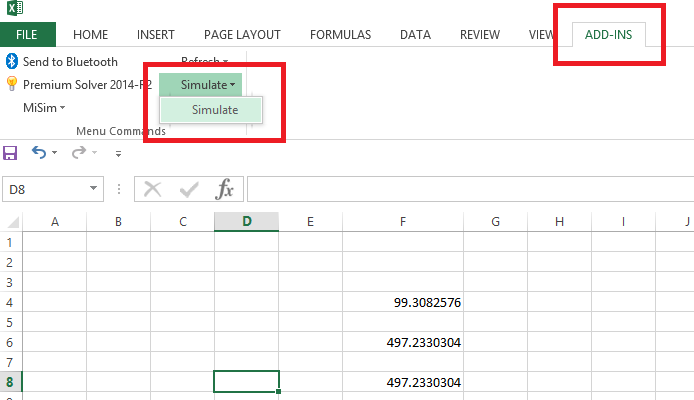 FILE HOME INSERT PAGE LAYOUT FORMULAS DATA REVIEW VIEW ADD-INS
Send to Bluetooth Refresh
Premium Solver 2014-R2 Simulate
MiSim Simulate
Menu Commands
D8 fx
A B C D E F G H I J
1
2
3
4 99.3082576
5
6 497.2330304
7
8 497.2330304